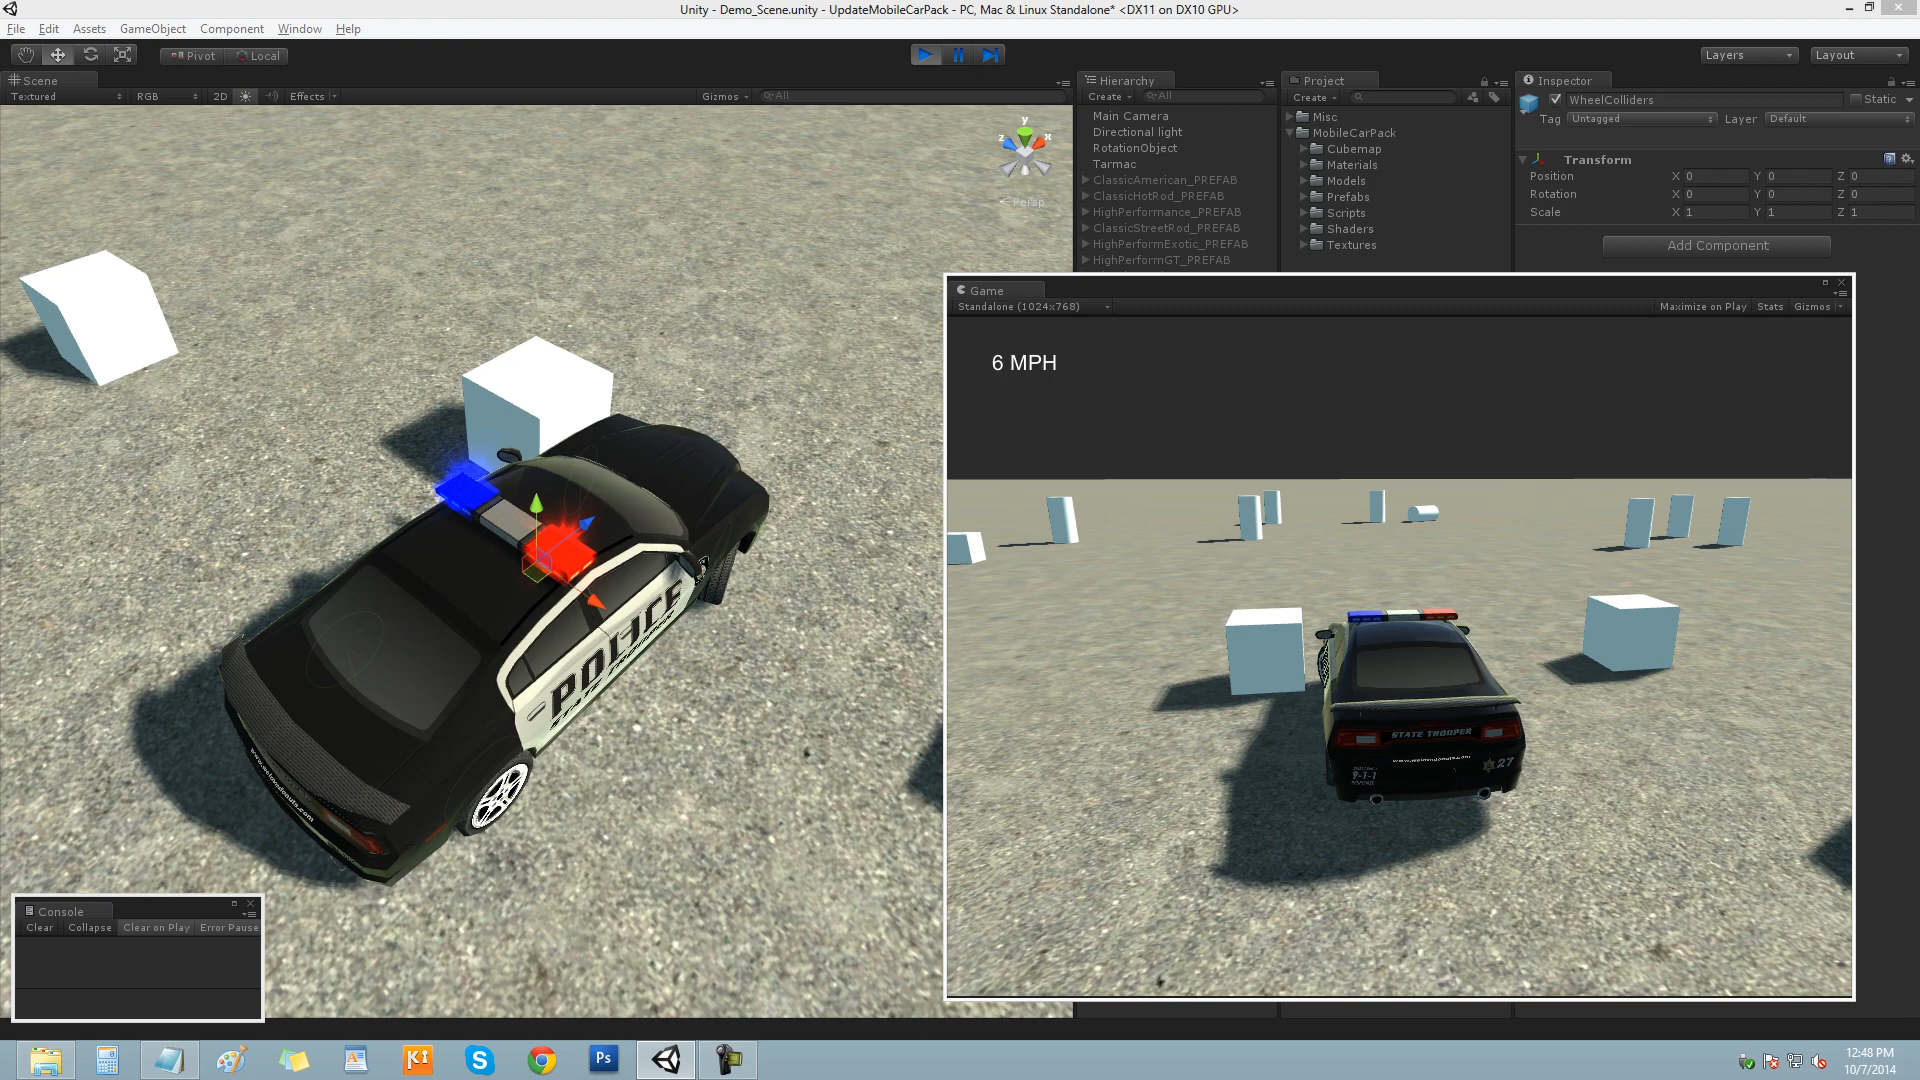 Unity - Demo_Scene.unity - UpdateMobileCarPack - PC, Mac & Linux Standalone* <DX11 on DX10 GPU>
File Edit Assets GameObject Component Window Help
Pivot Local Layers Layout
Scene
Textured RGB 2D Effects Gizmos All
y
z x
Persp
Hierarchy
Create All
Main Camera
Directional light
RotationObject
Tarmac
ClassicAmerican_PREFAB
ClassicHotRod_PREFAB
HighPerformance_PREFAB
ClassicStreetRod_PREFAB
HighPerformExotic_PREFAB
HighPerformGT_PREFAB
Project
Create
Misc
MobileCarPack
Cubemap
Materials
Models
Prefabs
Scripts
Shaders
Textures
Inspector
WheelColliders Static
Tag Untagged Layer Default
Transform
Position X 0 Y 0 Z 0
Rotation X 0 Y 0 Z 0
Scale X 1 Y 1 Z 1
Add Component
Game
Standalone (1024x768) Maximize on Play Stats Gizmos
6 MPH
STATE TROOPER
9-1-1
27
POLICE
Console
Clear Collapse Clear on Play Error Pause
Ki
S
Ps
12:48 PM
10/7/2014